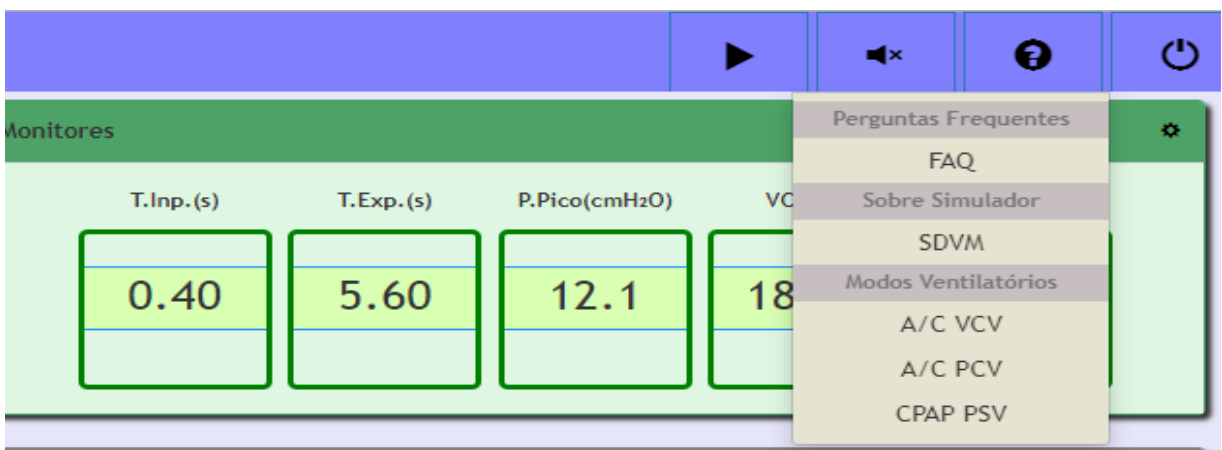 Monitores
T.Inp.(s) T.Exp.(s) P.Pico(cmH₂O)
0.40 5.60 12.1 18
Perguntas Frequentes
FAQ
Sobre Simulador
SDVM
Modos Ventilatórios
A/C VCV
A/C PCV
CPAP PSV